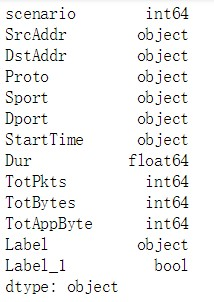 scenario int64
SrcAddr object
DstAddr object
Proto object
Sport object
Dport object
StartTime object
Dur float64
TotPkts int64
TotBytes int64
TotAppByte int64
Label object
Label_1 bool
dtype: object